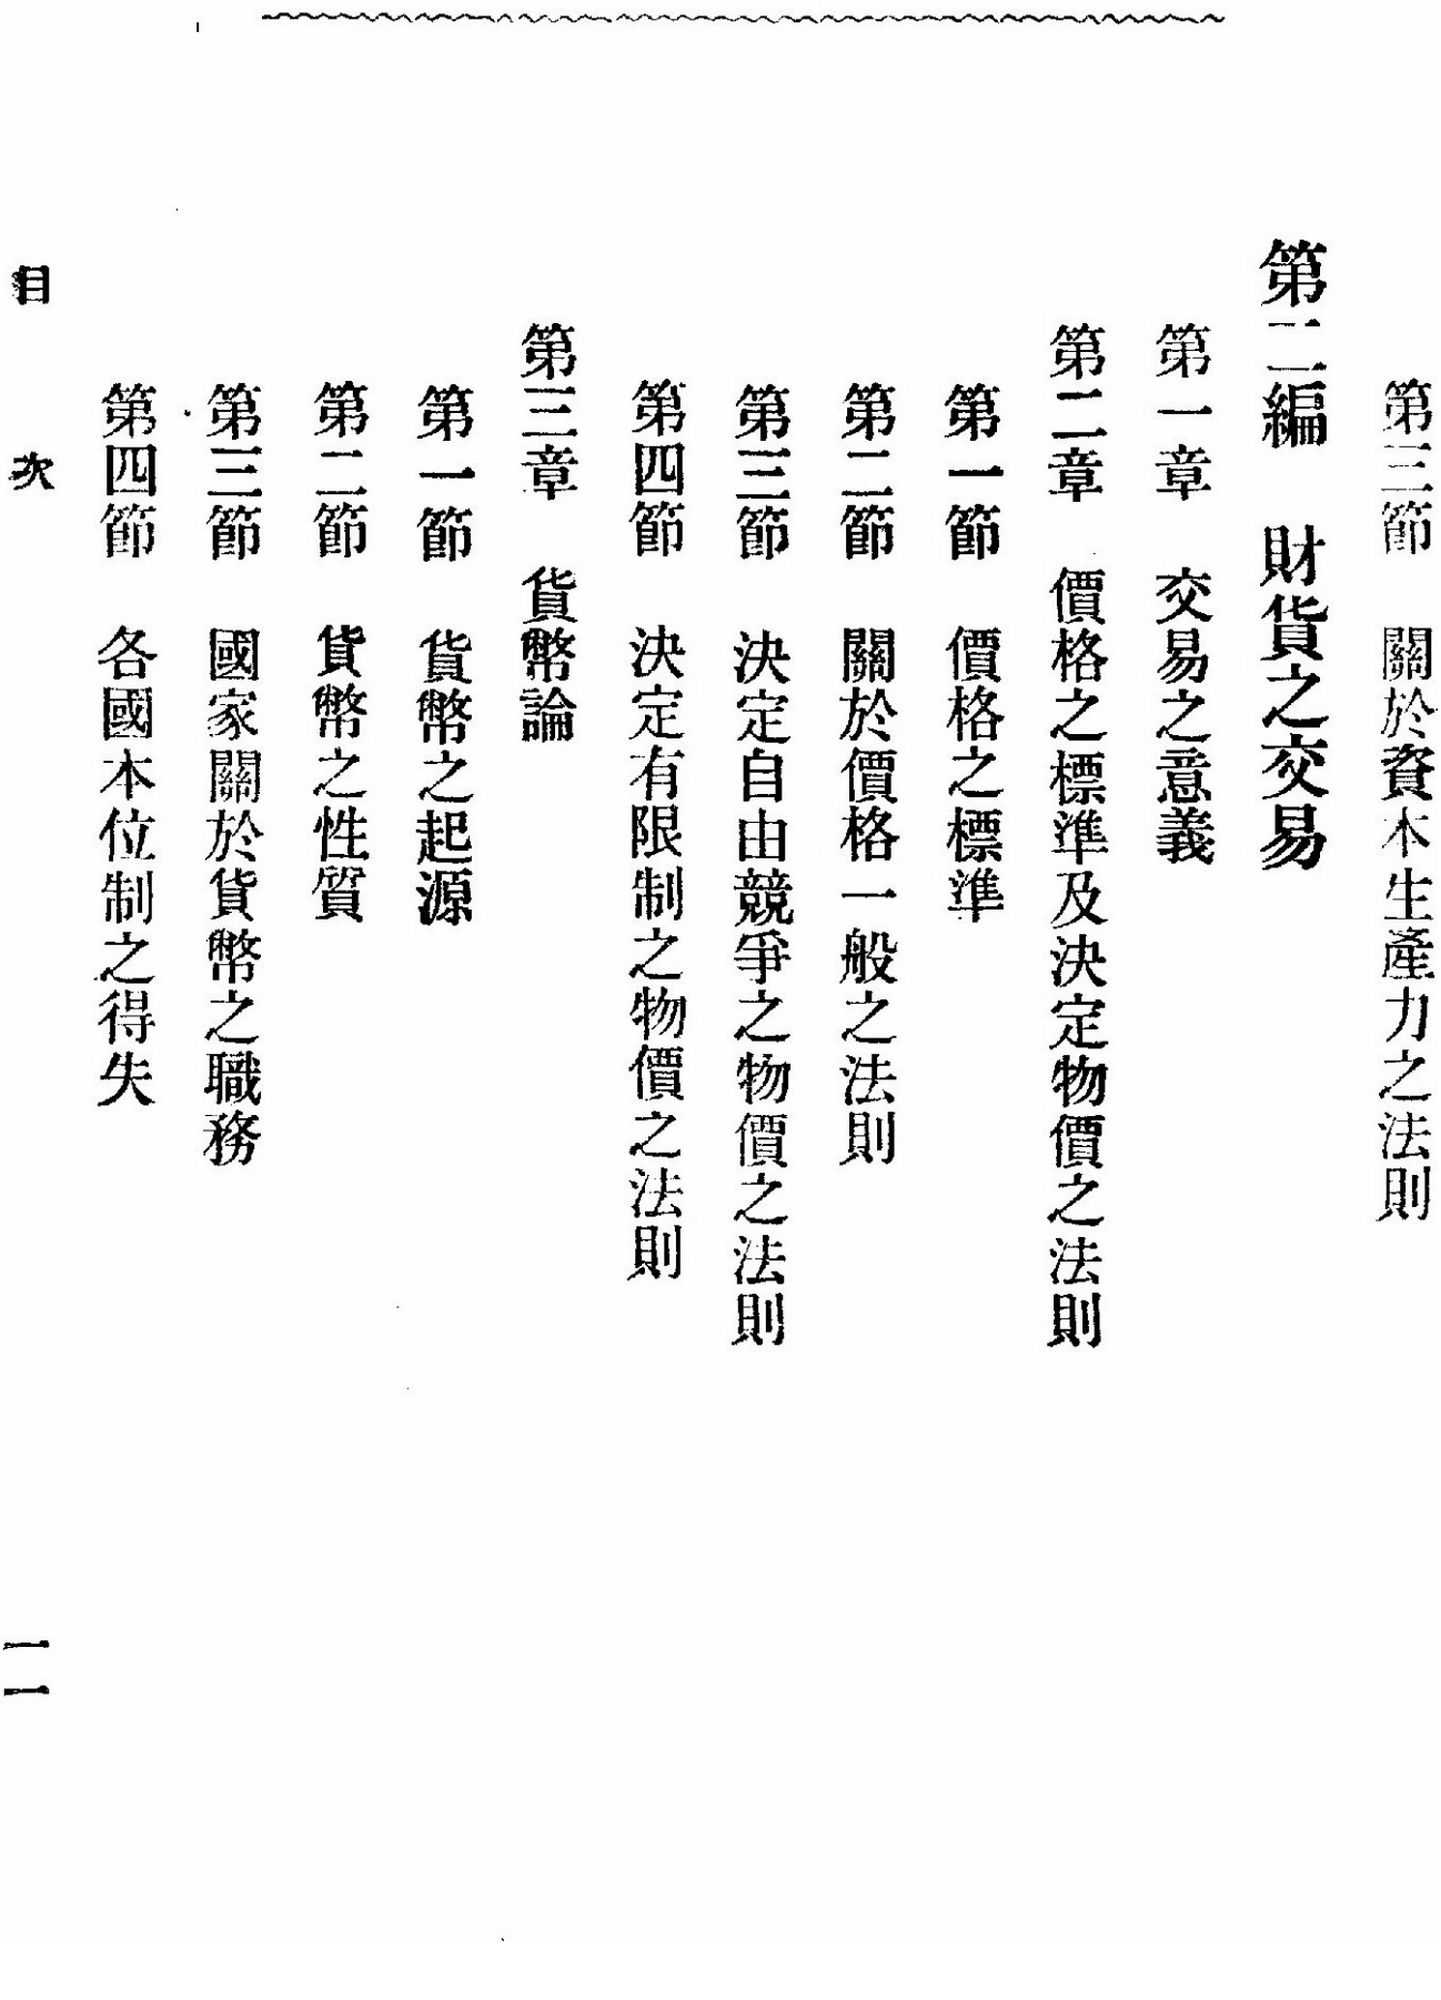 第三節　關於資本生產力之法則
第二編　財貨之交易
第一章　交易之意義
第二章　價格之標準及決定物價之法則
第一節　價格之標準
第二節　關於價格一般之法則
第三節　決定自由競爭之物價之法則
第四節　決定有限制之物價之法則
第三章　貨幣論
第一節　貨幣之起源
第二節　貨幣之性質
第三節　國家關於貨幣之職務
第四節　各國本位制之得失
目　次　一一